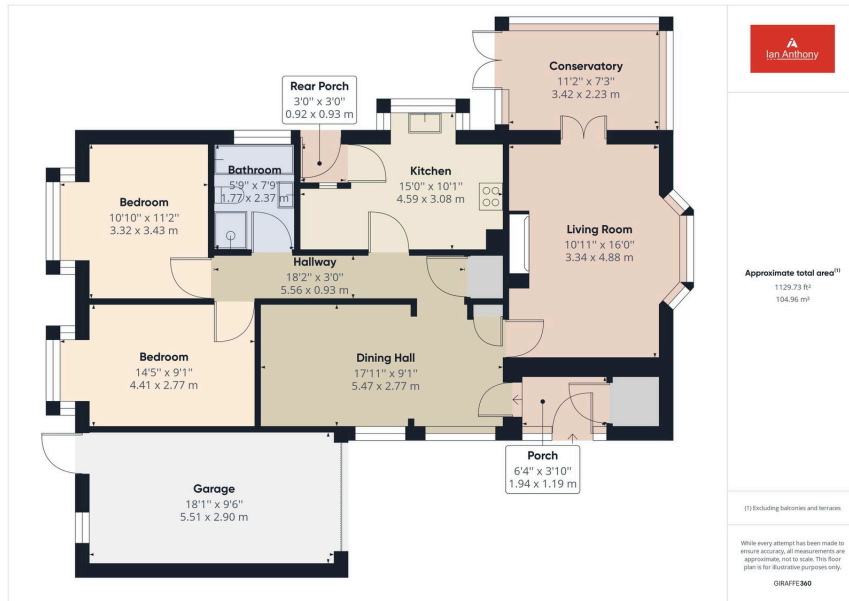 Ian Anthony
Conservatory
11'2" x 7'3"
3.42 x 2.23 m
Rear Porch
3'0" x 3'0"
0.92 x 0.93 m
Bathroom
5'9" x 7'9"
1.77 x 2.37 m
Kitchen
15'0" x 10'1"
4.59 x 3.08 m
Bedroom
10'10" x 11'2"
3.32 x 3.43 m
Living Room
10'11" x 16'0"
3.34 x 4.88 m
Hallway
18'2" x 3'0"
5.56 x 0.93 m
Bedroom
14'5" x 9'1"
4.41 x 2.77 m
Dining Hall
17'11" x 9'1"
5.47 x 2.77 m
Porch
6'4" x 3'10"
1.94 x 1.19 m
Garage
18'1" x 9'6"
5.51 x 2.90 m
Approximate total area(1)
1129.73 ft²
104.96 m²
(1) Excluding balconies and terraces
While every attempt has been made to
ensure accuracy, all measurements are
approximate, not to scale. This floor
plan is for illustrative purposes only.
GIRAFFE360